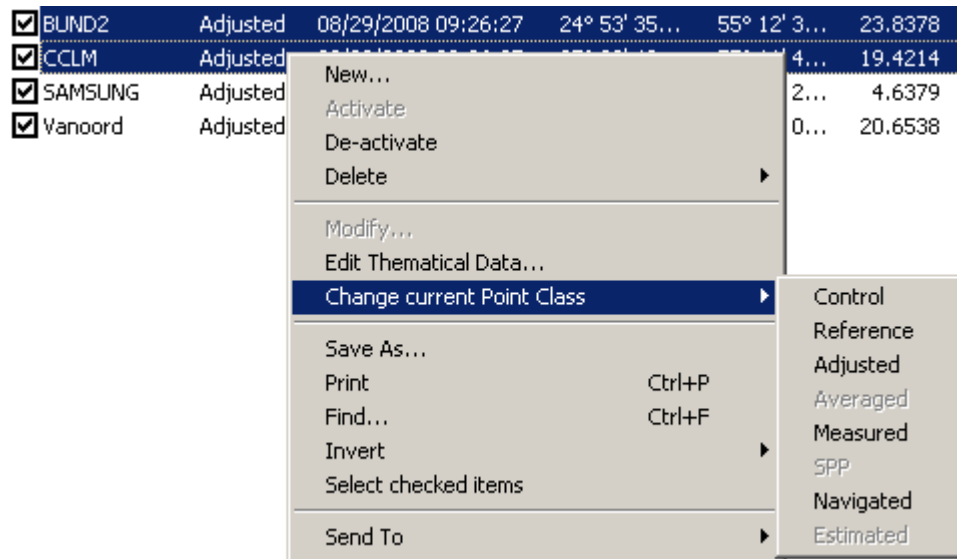 BUND2 Adjusted 08/29/2008 09:26:27 24° 53' 35... 55° 12' 3... 23.8378
CCLM Adjusted 4... 19.4214
SAMSUNG Adjusted 2... 4.6379
Vanoord Adjusted 0... 20.6538
New...
Activate
De-activate
Delete
Modify...
Edit Thematical Data...
Change current Point Class
Save As...
Print Ctrl+P
Find... Ctrl+F
Invert
Select checked items
Send To
Control
Reference
Adjusted
Averaged
Measured
SPP
Navigated
Estimated